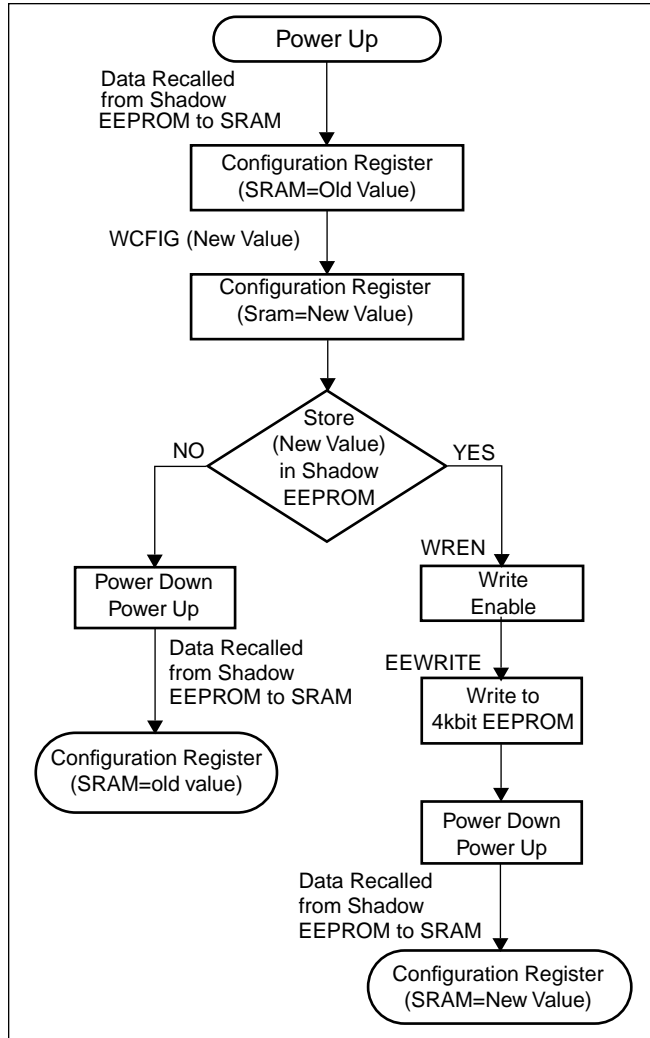 Power Up
Data Recalled
from Shadow
EEPROM to SRAM
Configuration Register
(SRAM=Old Value)
WCFIG (New Value)
Configuration Register
(Sram=New Value)
Store
(New Value)
in Shadow
EEPROM
NO
YES
Power Down
Power Up
Data Recalled
from Shadow
EEPROM to SRAM
Configuration Register
(SRAM=old value)
WREN
Write
Enable
EEWRITE
Write to
4kbit EEPROM
Power Down
Power Up
Data Recalled
from Shadow
EEPROM to SRAM
Configuration Register
(SRAM=New Value)